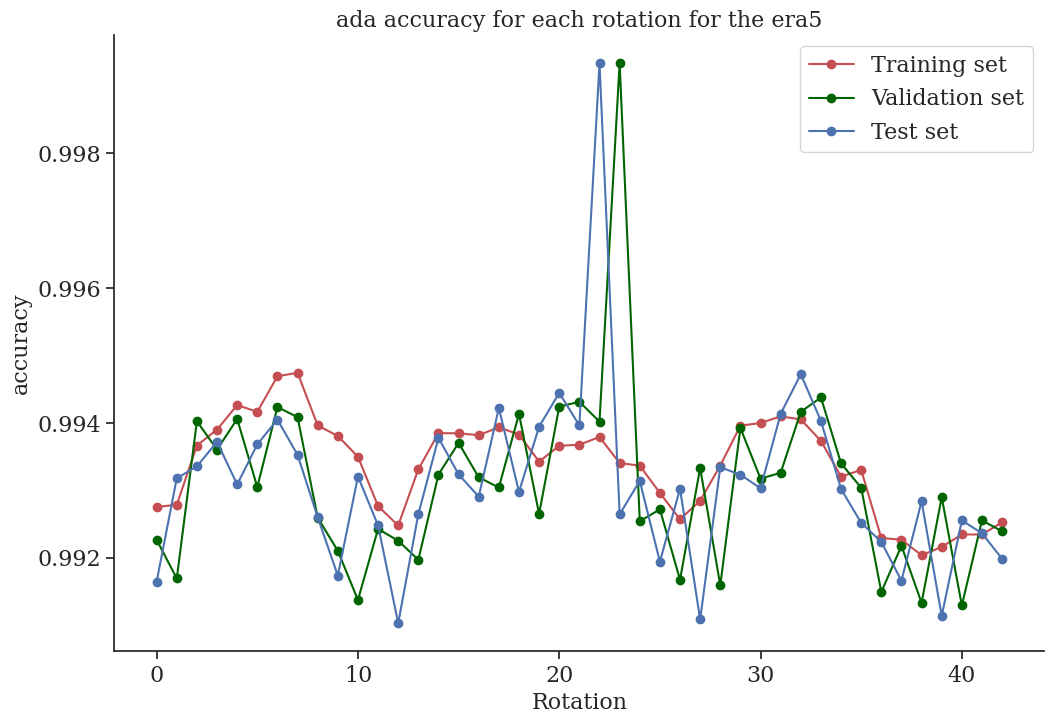 ada accuracy for each rotation for the era5
Training set
Validation set
Test set
0.998
0.996
0.994
0.992
accuracy
0 10 20 30 40
Rotation